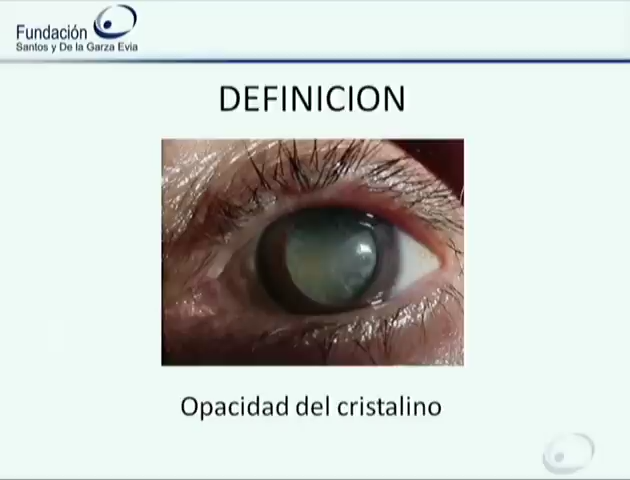 Fundación
Santos y De la Garza Evia
DEFINICION
Opacidad del cristalino